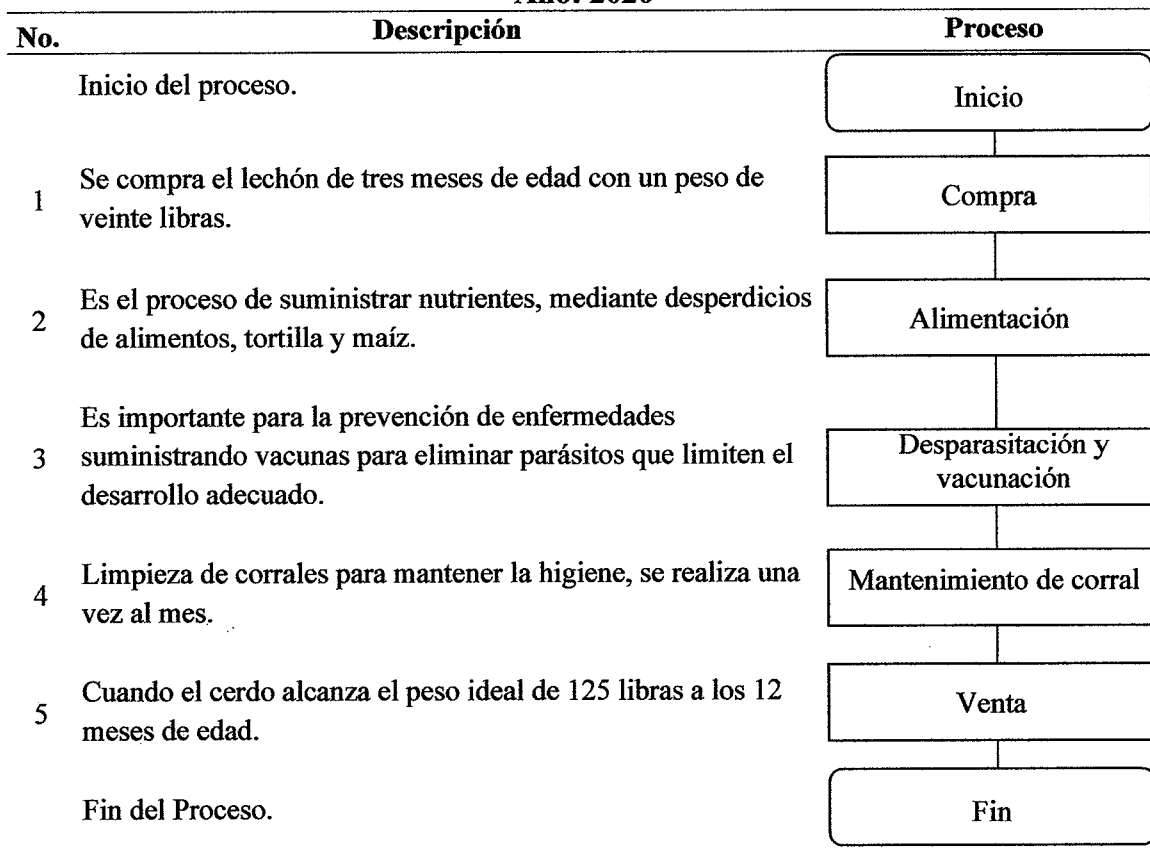 No. Descripción Proceso
Inicio del proceso.
Inicio
1
Se compra el lechón de tres meses de edad con un peso de
veinte libras.
Compra
2
Es el proceso de suministrar nutrientes, mediante desperdicios
de alimentos, tortilla y maíz.
Alimentación
3
Es importante para la prevención de enfermedades
suministrando vacunas para eliminar parásitos que limiten el
desarrollo adecuado.
Desparasitación y
vacunación
4
Limpieza de corrales para mantener la higiene, se realiza una
vez al mes.
Mantenimiento de corral
5
Cuando el cerdo alcanza el peso ideal de 125 libras a los 12
meses de edad.
Venta
Fin del Proceso.
Fin